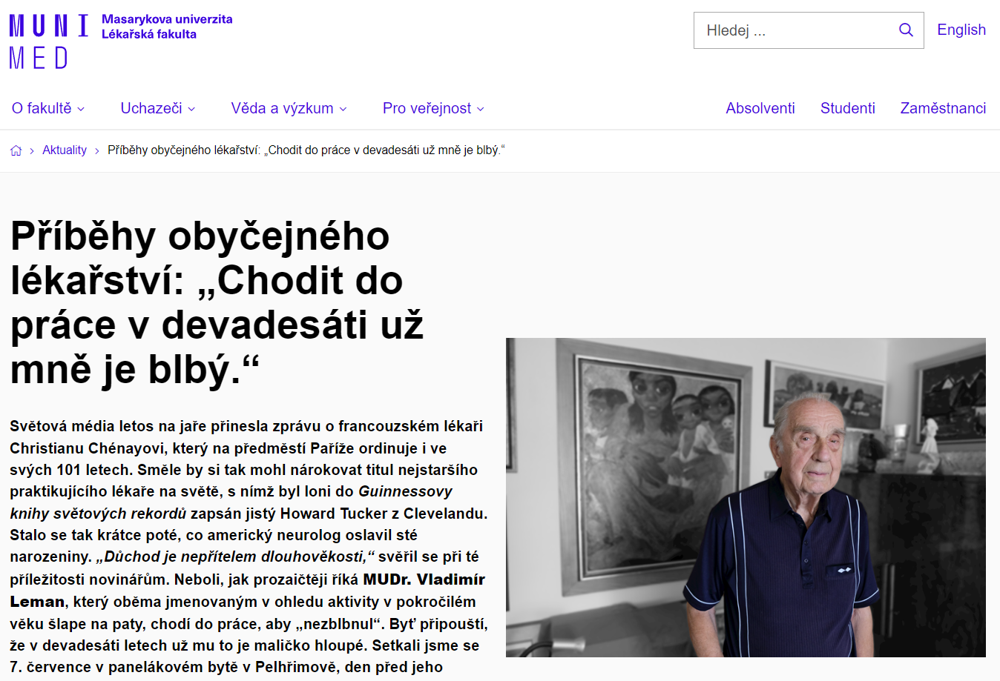 MUNI
MED
Masarykova univerzita
Lékařská fakulta
Hledej ...
English
O fakultě
Uchazeči
Věda a výzkum
Pro veřejnost
Absolventi
Studenti
Zaměstnanci
Aktuality
Příběhy obyčejného lékařství: „Chodit do práce v devadesáti už mně je blbý.“
Příběhy obyčejného
lékařství: „Chodit do
práce v devadesáti už
mně je blbý.“
Světová média letos na jaře přinesla zprávu o francouzském lékaři
Christianu Chénayovi, který na předměstí Paříže ordinuje i ve
svých 101 letech. Směle by si tak mohl nárokovat titul nejstaršího
praktikujícího lékaře na světě, s nímž byl loni do Guinnessovy
knihy světových rekordů zapsán jistý Howard Tucker z Clevelandu.
Stalo se tak krátce poté, co americký neurolog oslavil sté
narozeniny. „Důchod je nepřítelem dlouhověkosti,“ svěřil se při té
příležitosti novinářům. Neboli, jak prozaičtěji říká MUDr. Vladimír
Leman, který oběma jmenovaným v ohledu aktivity v pokročilém
věku šlape na paty, chodí do práce, aby „nezblbnul“. Byť připouští,
že v devadesáti letech už mu to je maličko hloupé. Setkali jsme se
7. července v panelákovém bytě v Pelhřimově, den před jeho